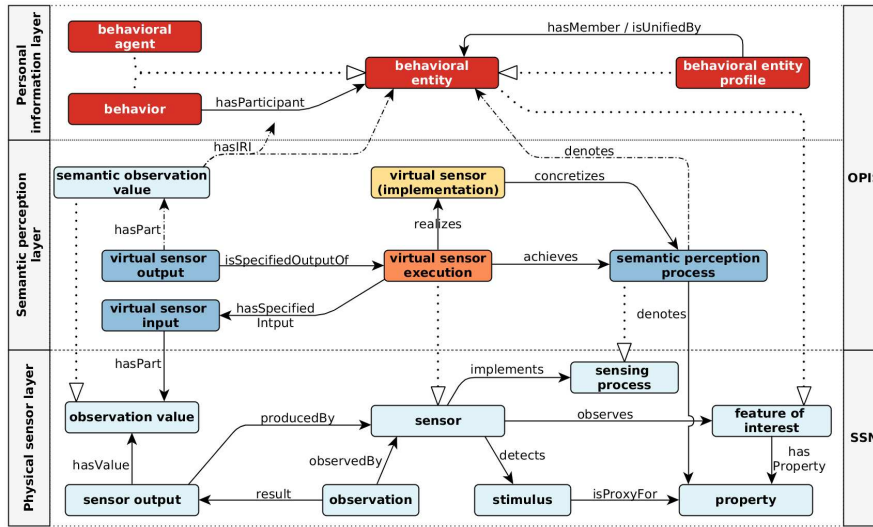 Personal
information layer
behavioral
agent
behavior
hasParticipant
behavioral
entity
hasMember / isUnifiedBy
behavioral entity
profile
hasIRI
denotes
OPIS
Semantic perception
layer
semantic observation
value
virtual sensor
(implementation)
concretizes
hasPart
realizes
virtual sensor
output
isSpecifiedOutputOf
virtual sensor
execution
achieves
semantic perception
process
virtual sensor
input
hasSpecified
Intput
denotes
Physical sensor layer
hasPart
implements
sensing
process
observation value
producedBy
sensor
observes
feature of
interest
SSN
hasValue
observedBy
detects
has
Property
sensor output
result
observation
stimulus
isProxyFor
property